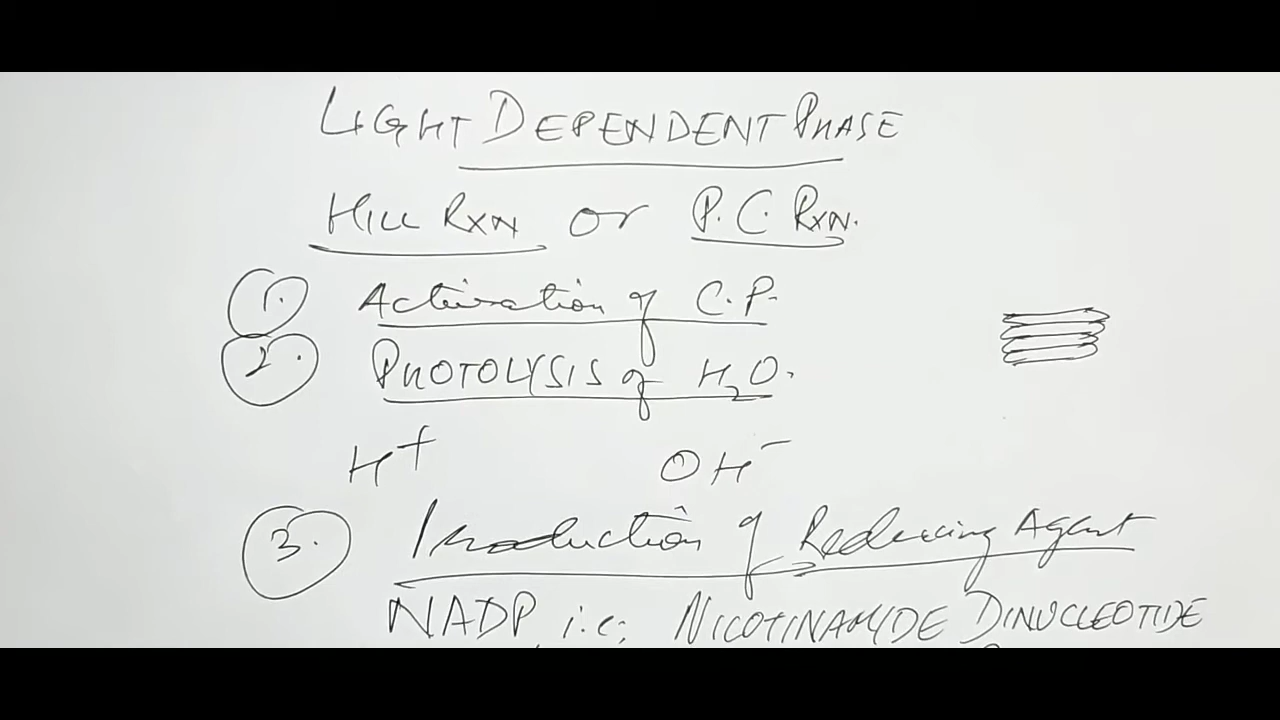 LIGHT DEPENDENT PHASE
HILL RXN or P.C. RXN.
1. Activation of C.P.
2. PHOTOLYSIS of H₂O.
H⁺ OH⁻
3. Production of Reducing Agent
NADP i.e; NICOTINAMYDE DINUCLEOTIDE